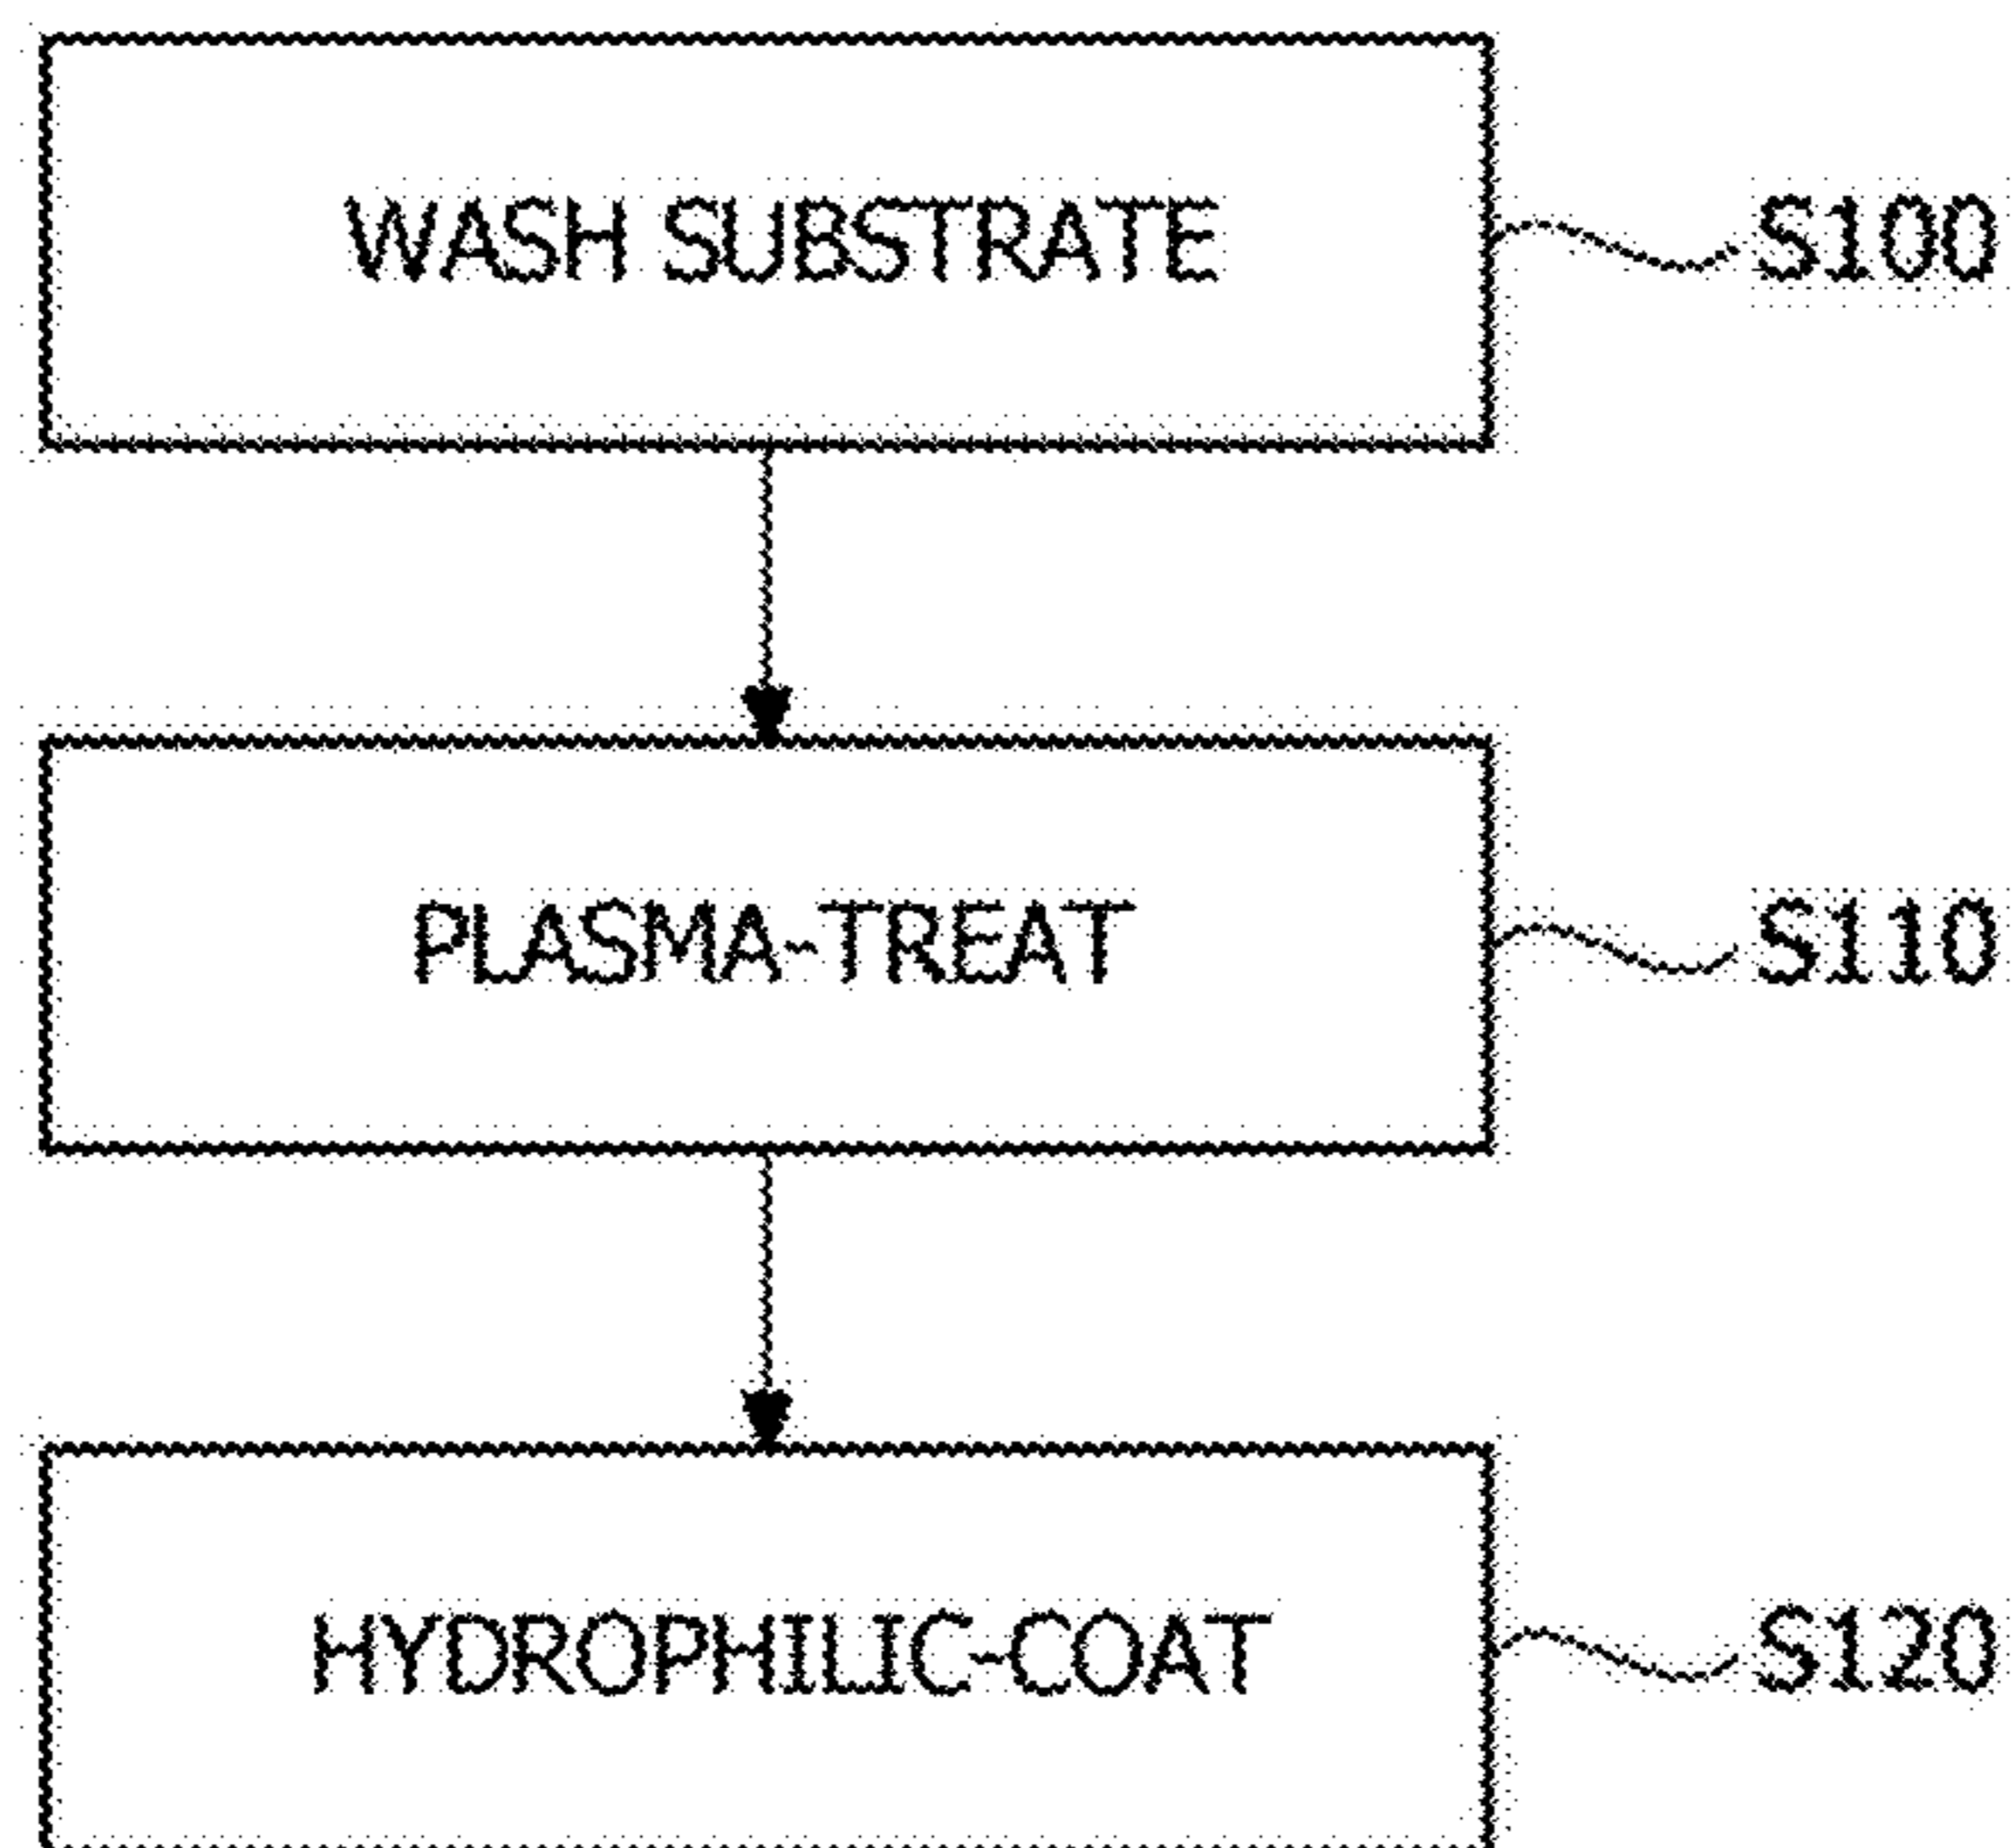 WASH SUBSTRATE
S100
PLASMA-TREAT
S110
HYDROPHILIC-COAT
S120